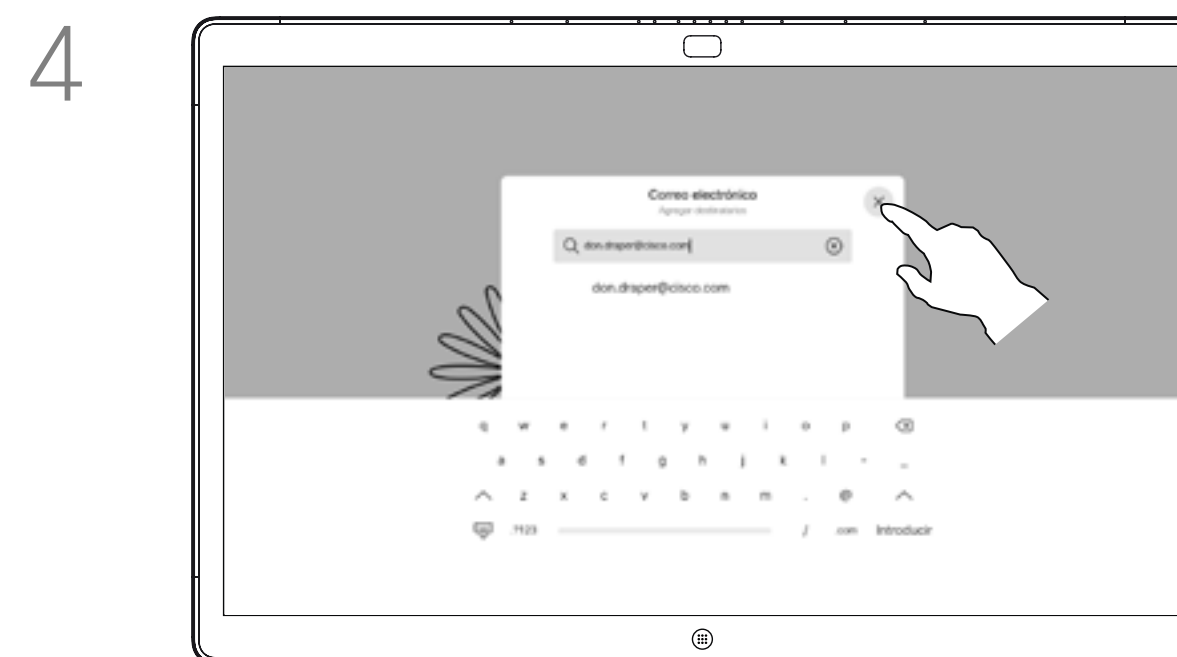 4
Correo electrónico
Agregar destinatarios
don.draper@cisco.com
don.draper@cisco.com
q w e r t y u i o p
a s d f g h j k l - _
z x c v b n m . @
.?123 / .com Introducir